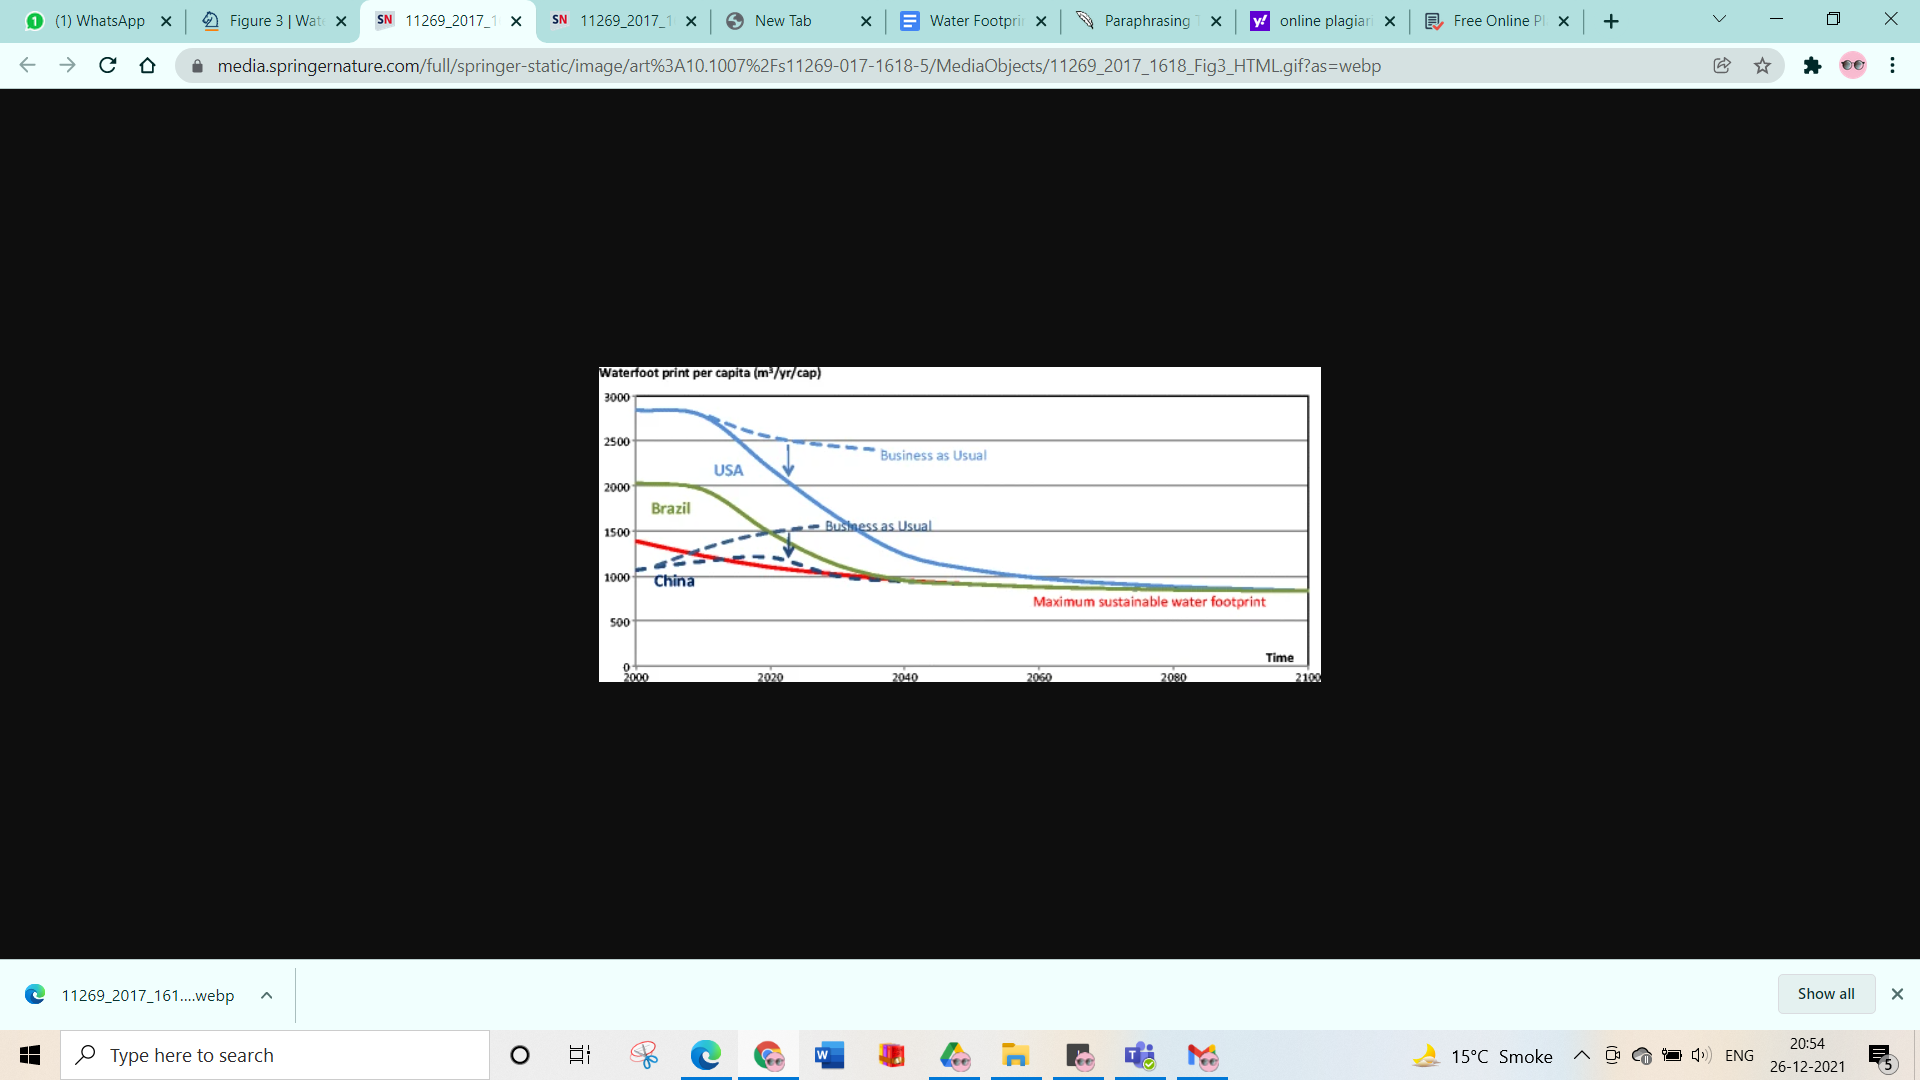 (1) WhatsApp
Figure 3 | Wat
11269_2017_1
11269_2017_1
New Tab
Water Footpri
Paraphrasing T
online plagiari
Free Online Pl
media.springernature.com/full/springer-static/image/art%3A10.1007%2Fs11269-017-1618-5/MediaObjects/11269_2017_1618_Fig3_HTML.gif?as=webp
Waterfoot print per capita (m³/yr/cap)
3000
2500
Business as Usual
USA
2000
Brazil
1500
Business as Usual
1000
China
Maximum sustainable water footprint
500
Time
0
2000 2020 2040 2060 2080 2100
11269_2017_161....webp
Show all
Type here to search
15°C Smoke
ENG
20:54
26-12-2021
5